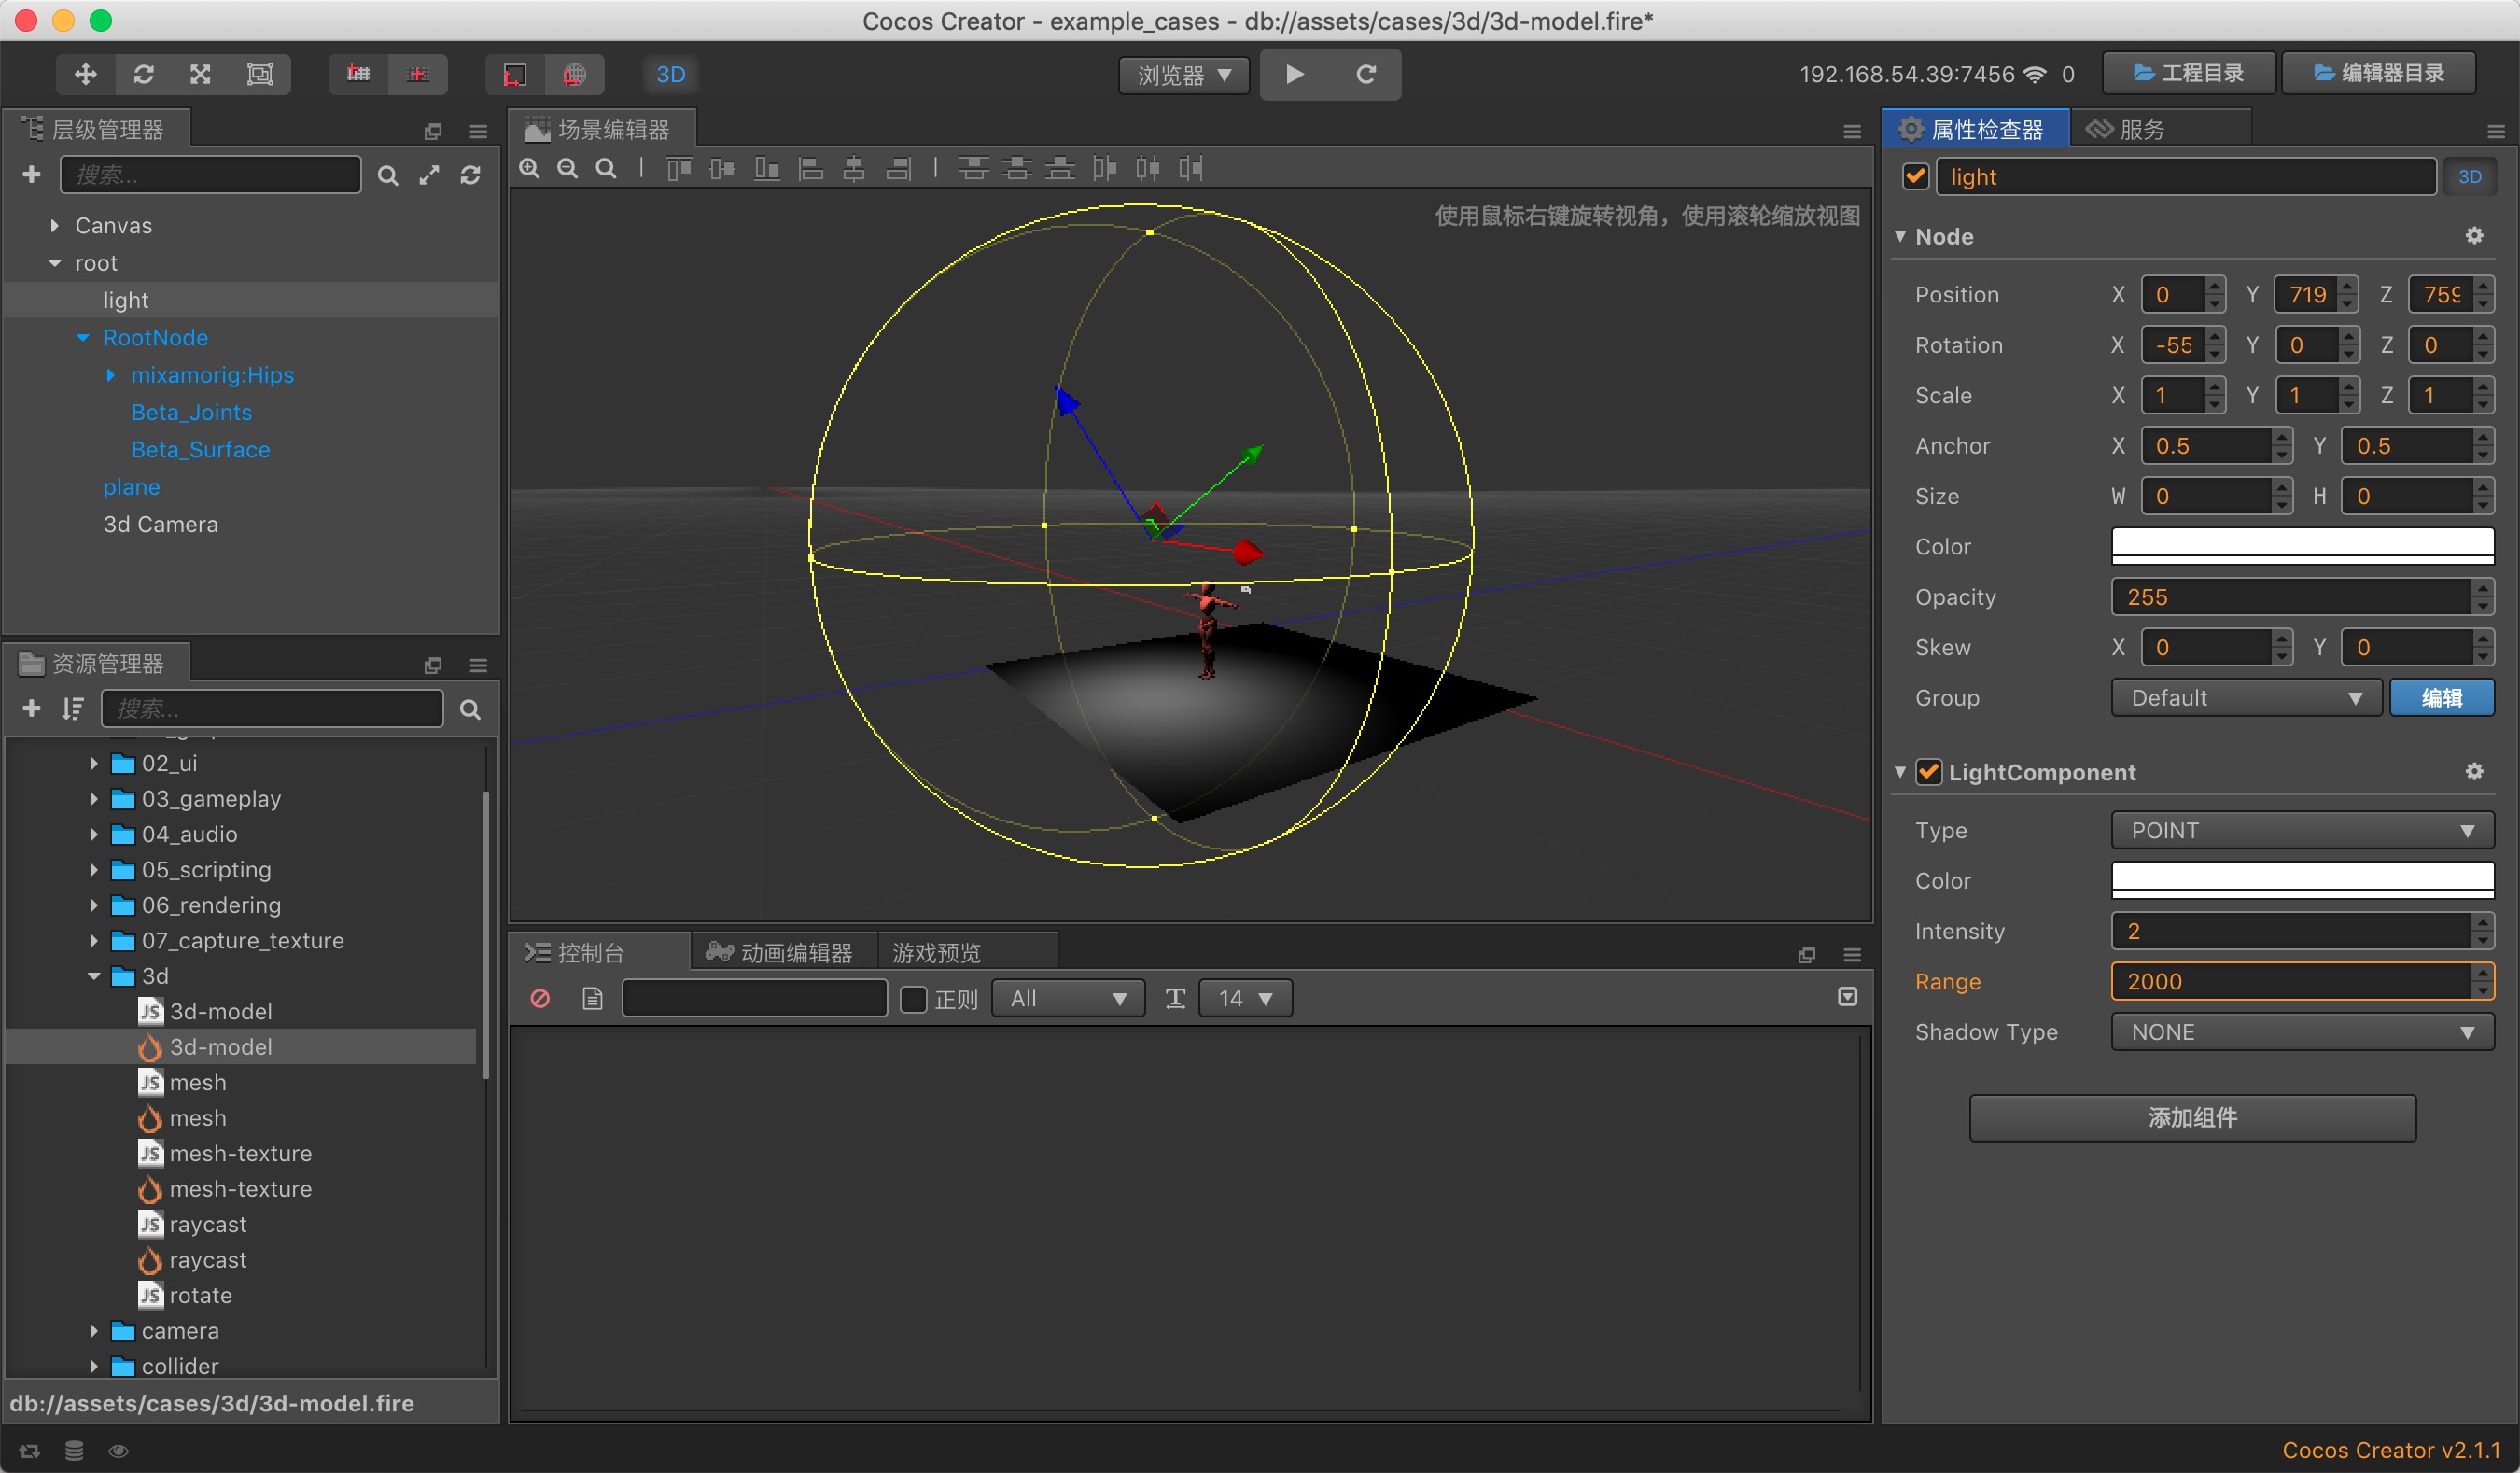 Cocos Creator - example_cases - db://assets/cases/3d/3d-model.fire*
3D
浏览器
192.168.54.39:7456 0
工程目录
编辑器目录
层级管理器
搜索...
Canvas
root
light
RootNode
mixamorig:Hips
Beta_Joints
Beta_Surface
plane
3d Camera
资源管理器
搜索...
02_ui
03_gameplay
04_audio
05_scripting
06_rendering
07_capture_texture
3d
JS 3d-model
3d-model
JS mesh
mesh
JS mesh-texture
mesh-texture
JS raycast
raycast
JS rotate
camera
collider
db://assets/cases/3d/3d-model.fire
场景编辑器
使用鼠标右键旋转视角，使用滚轮缩放视图
控制台
动画编辑器
游戏预览
正则
All
14
属性检查器
服务
light
3D
Node
Position X 0 Y 719 Z 759
Rotation X -55 Y 0 Z 0
Scale X 1 Y 1 Z 1
Anchor X 0.5 Y 0.5
Size W 0 H 0
Color
Opacity 255
Skew X 0 Y 0
Group Default 编辑
LightComponent
Type POINT
Color
Intensity 2
Range 2000
Shadow Type NONE
添加组件
Cocos Creator v2.1.1